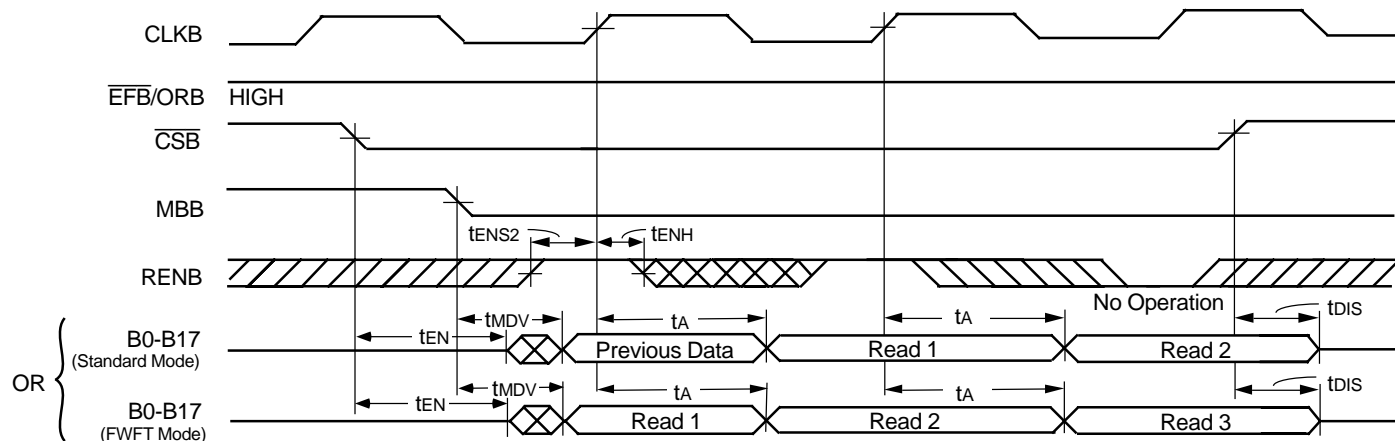 CLKB
EFB/ORB HIGH
CSB
MBB
tENS2 tENH
RENB
No Operation
tEN tMDV tA tA tDIS
B0-B17
(Standard Mode)
Previous Data Read 1 Read 2
OR
tEN tMDV tA tA tDIS
B0-B17
(FWFT Mode)
Read 1 Read 2 Read 3